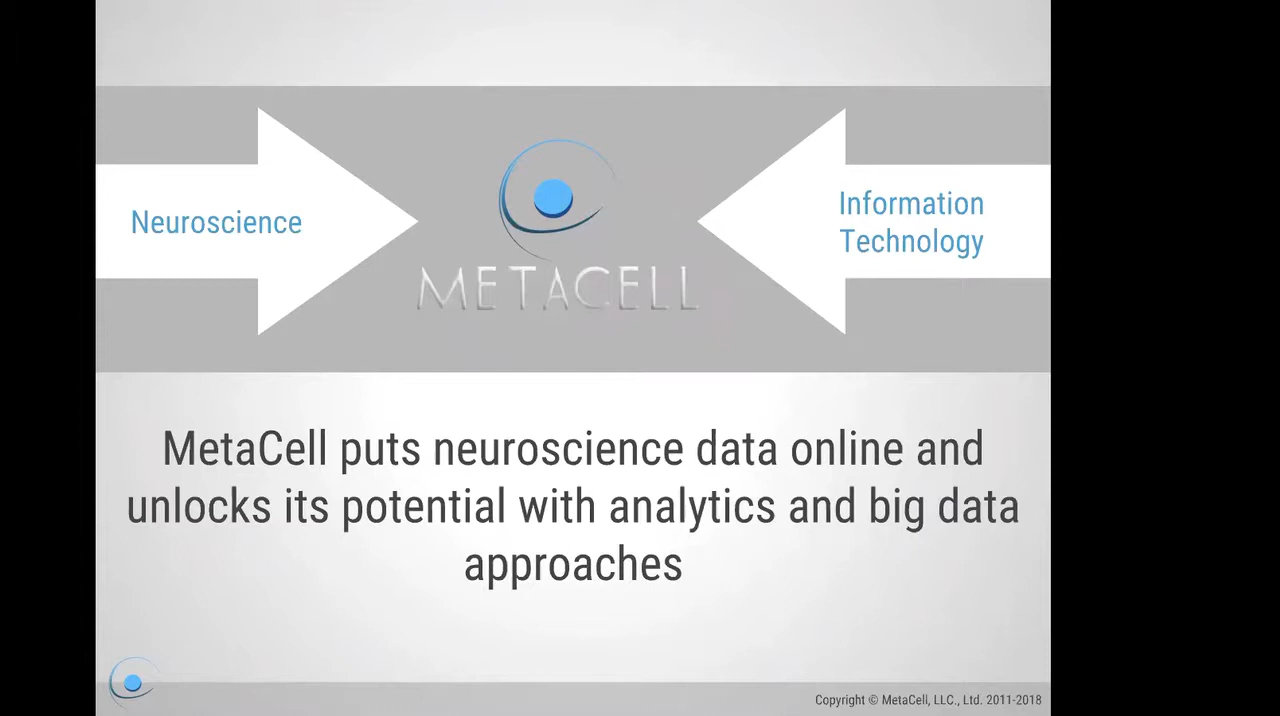 Neuroscience
METACELL
Information
Technology
MetaCell puts neuroscience data online and
unlocks its potential with analytics and big data
approaches
Copyright © MetaCell, LLC., Ltd. 2011-2018